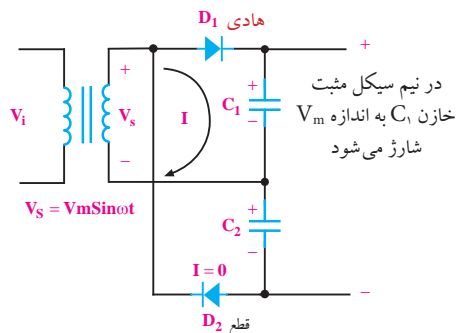 D₁ هادی
+
+
+
در نیم سیکل مثبت
خازن C₁ به اندازه Vm
شارژ می‌شود
Vi
Vs
I
C₁
−
−
VS = VmSinωt
+
C₂
−
I = 0
−
D₂ قطع